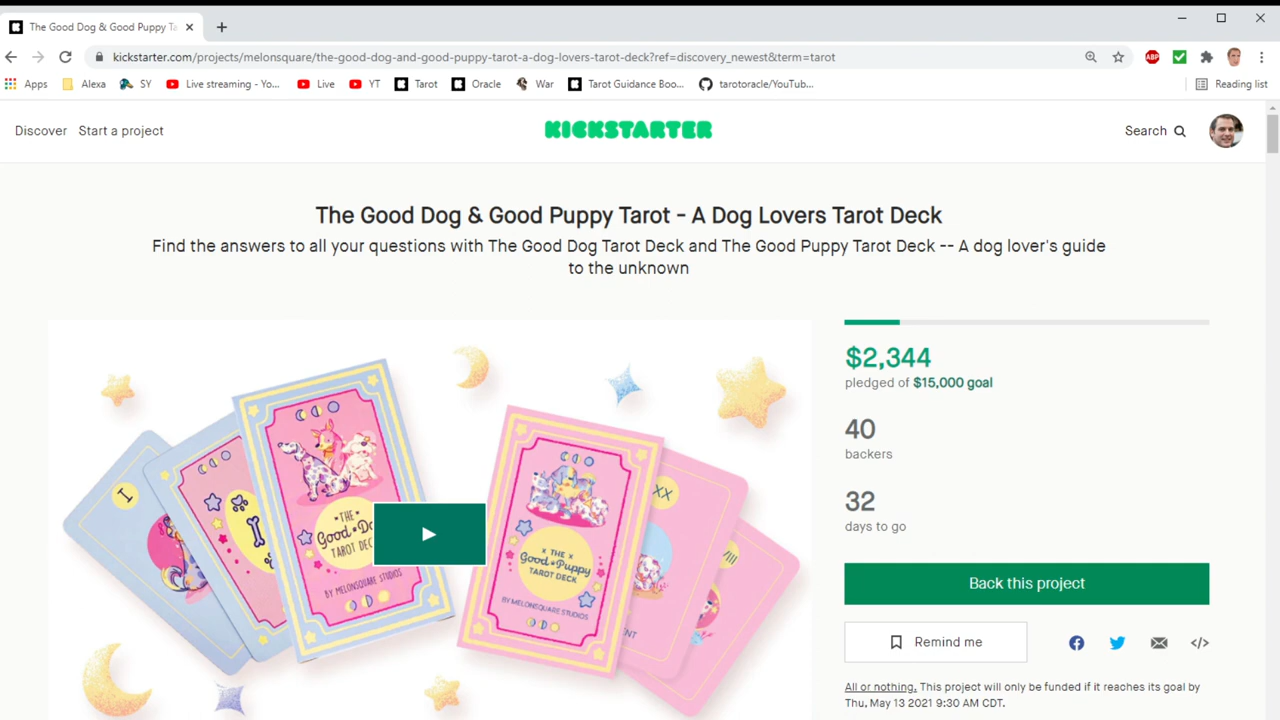 The Good Dog & Good Puppy Ta
kickstarter.com/projects/melonsquare/the-good-dog-and-good-puppy-tarot-a-dog-lovers-tarot-deck?ref=discovery_newest&term=tarot
ABP
Apps Alexa SY Live streaming - Yo... Live YT Tarot Oracle War Tarot Guidance Boo... tarotoracle/YouTub... Reading list
Discover Start a project KICKSTARTER Search
The Good Dog & Good Puppy Tarot - A Dog Lovers Tarot Deck
Find the answers to all your questions with The Good Dog Tarot Deck and The Good Puppy Tarot Deck -- A dog lover's guide
to the unknown
I
THE
Good
TAROT DEC
BY MELONSQUARE STUDIOS
THE
Good Puppy
TAROT DECK
BY MELONSQUARE STUDIOS
XX
$2,344
pledged of $15,000 goal
40
backers
32
days to go
Back this project
Remind me
All or nothing. This project will only be funded if it reaches its goal by
Thu, May 13 2021 9:30 AM CDT.